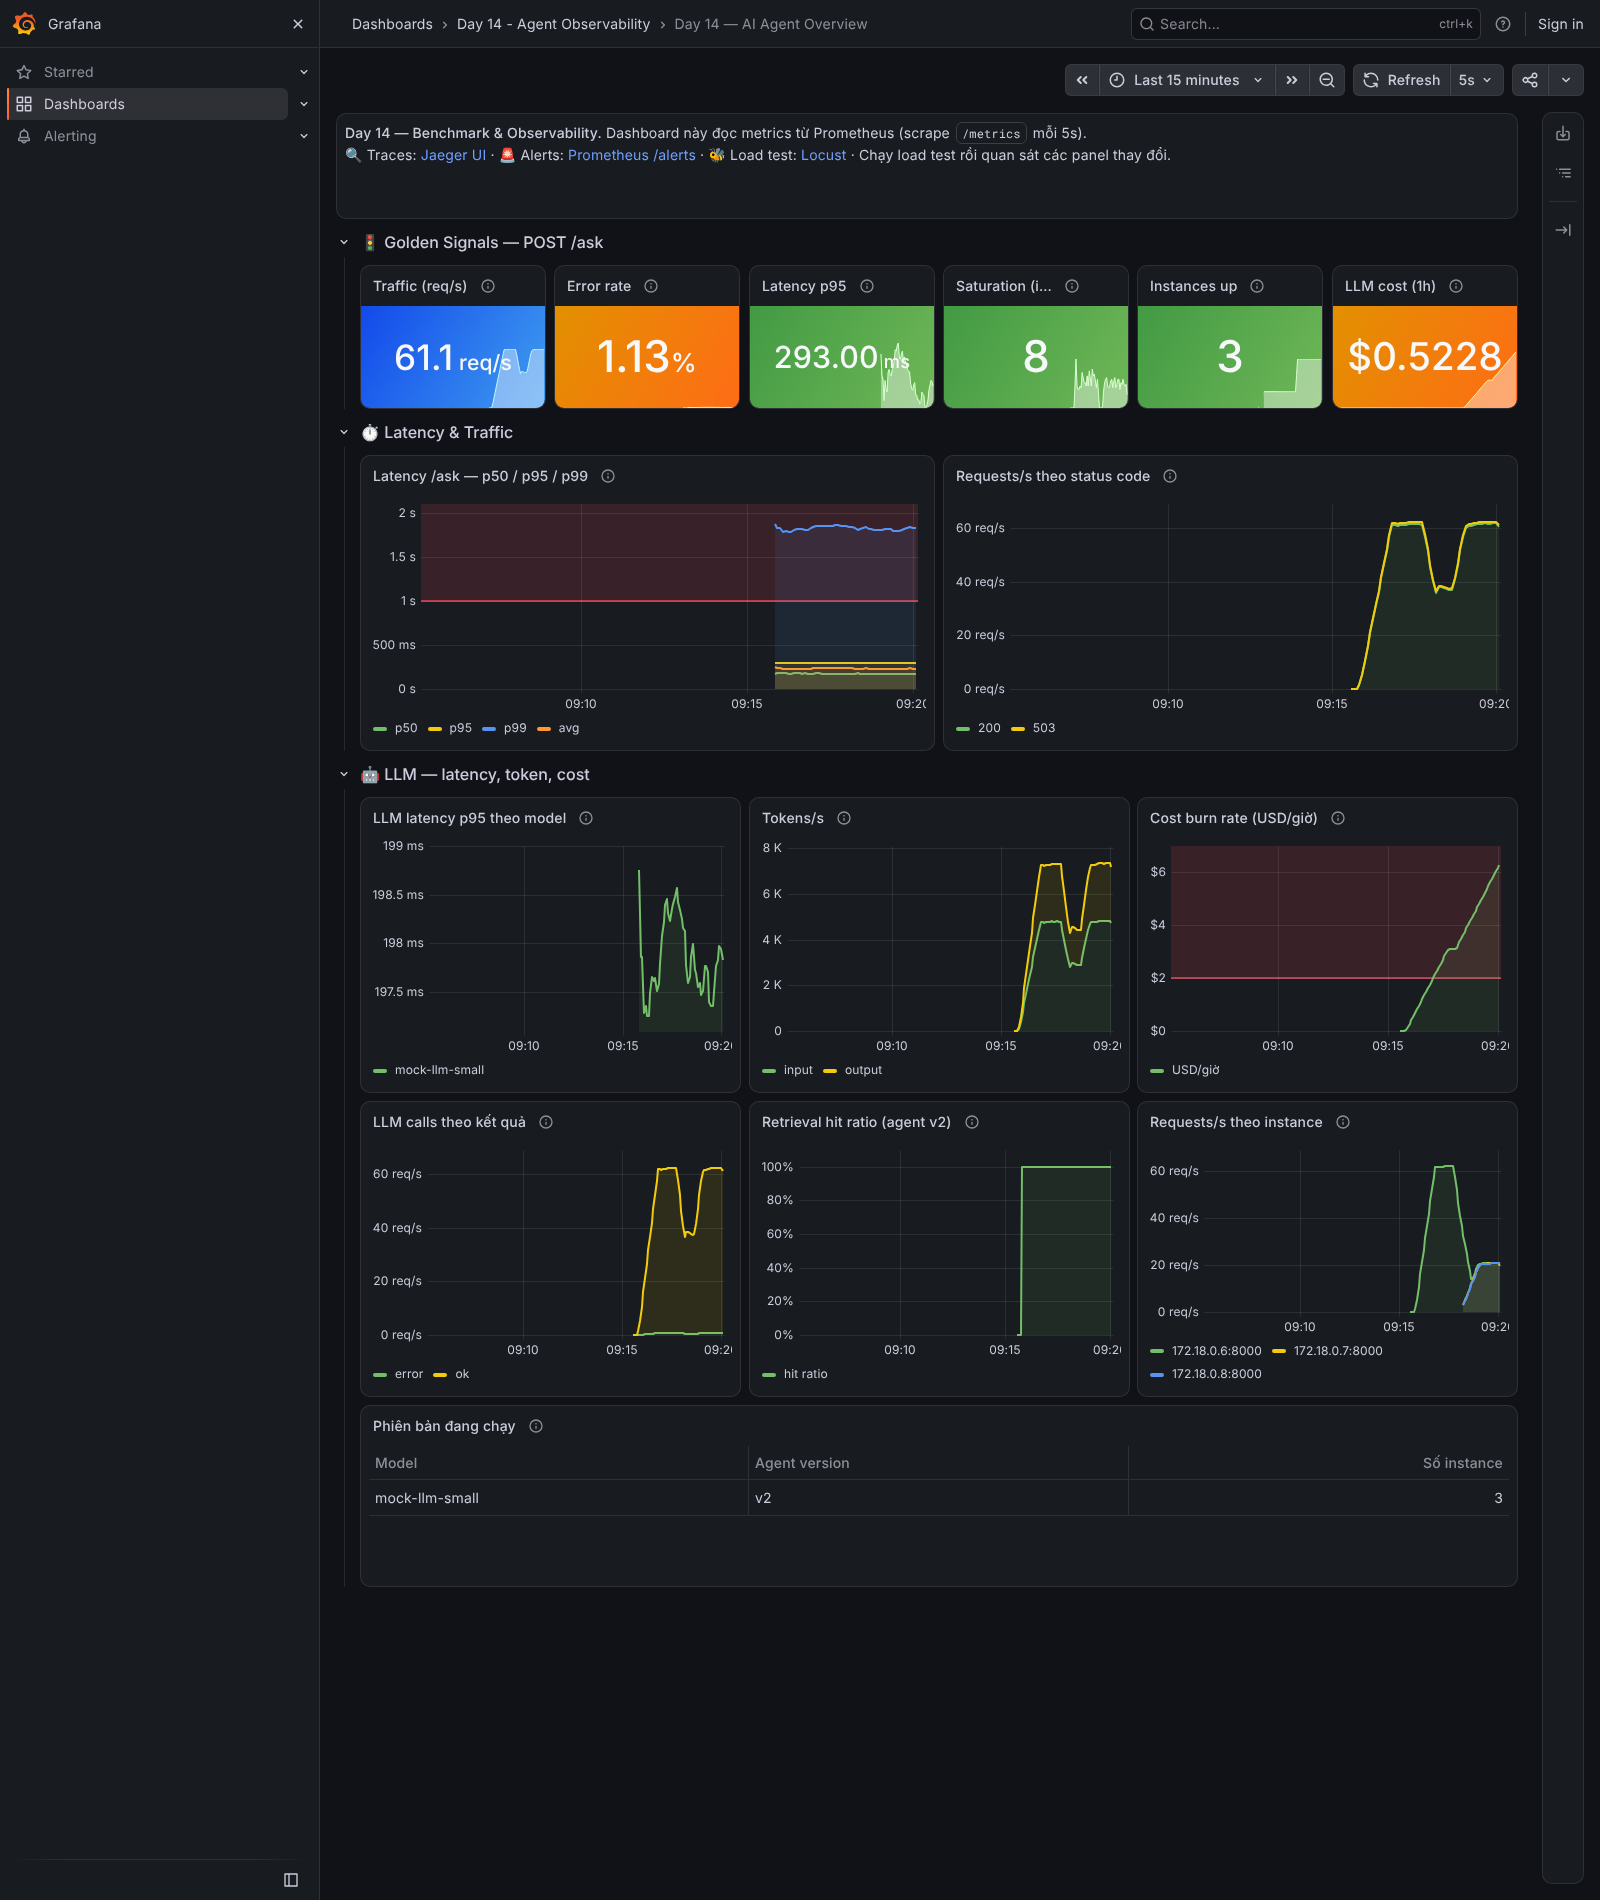 Grafana
Dashboards › Day 14 - Agent Observability › Day 14 — AI Agent Overview
Search... ctrl+k
Sign in
Starred
Dashboards
Alerting
Last 15 minutes
Refresh 5s
Day 14 — Benchmark & Observability. Dashboard này đọc metrics từ Prometheus (scrape /metrics mỗi 5s).
🔍 Traces: Jaeger UI · 🚨 Alerts: Prometheus /alerts · 🐝 Load test: Locust · Chạy load test rồi quan sát các panel thay đổi.
🚦 Golden Signals — POST /ask
Traffic (req/s)
61.1 req/s
Error rate
1.13%
Latency p95
293.00 ms
Saturation (i...
8
Instances up
3
LLM cost (1h)
$0.5228
⏱️ Latency & Traffic
Latency /ask — p50 / p95 / p99
2 s
1.5 s
1 s
500 ms
0 s
09:10 09:15
p50 p95 p99 avg
Requests/s theo status code
60 req/s
40 req/s
20 req/s
0 req/s
09:10 09:15
200 503
🤖 LLM — latency, token, cost
LLM latency p95 theo model
199 ms
198.5 ms
198 ms
197.5 ms
09:10 09:15
mock-llm-small
Tokens/s
8 K
6 K
4 K
2 K
0
09:10 09:15
input output
Cost burn rate (USD/giờ)
$6
$4
$2
$0
09:10 09:15
USD/giờ
LLM calls theo kết quả
60 req/s
40 req/s
20 req/s
0 req/s
09:10 09:15
error ok
Retrieval hit ratio (agent v2)
100%
80%
60%
40%
20%
0%
09:10 09:15
hit ratio
Requests/s theo instance
60 req/s
40 req/s
20 req/s
0 req/s
09:10 09:15
172.18.0.6:8000 172.18.0.7:8000
172.18.0.8:8000
Phiên bản đang chạy
Model Agent version Số instance
mock-llm-small v2 3